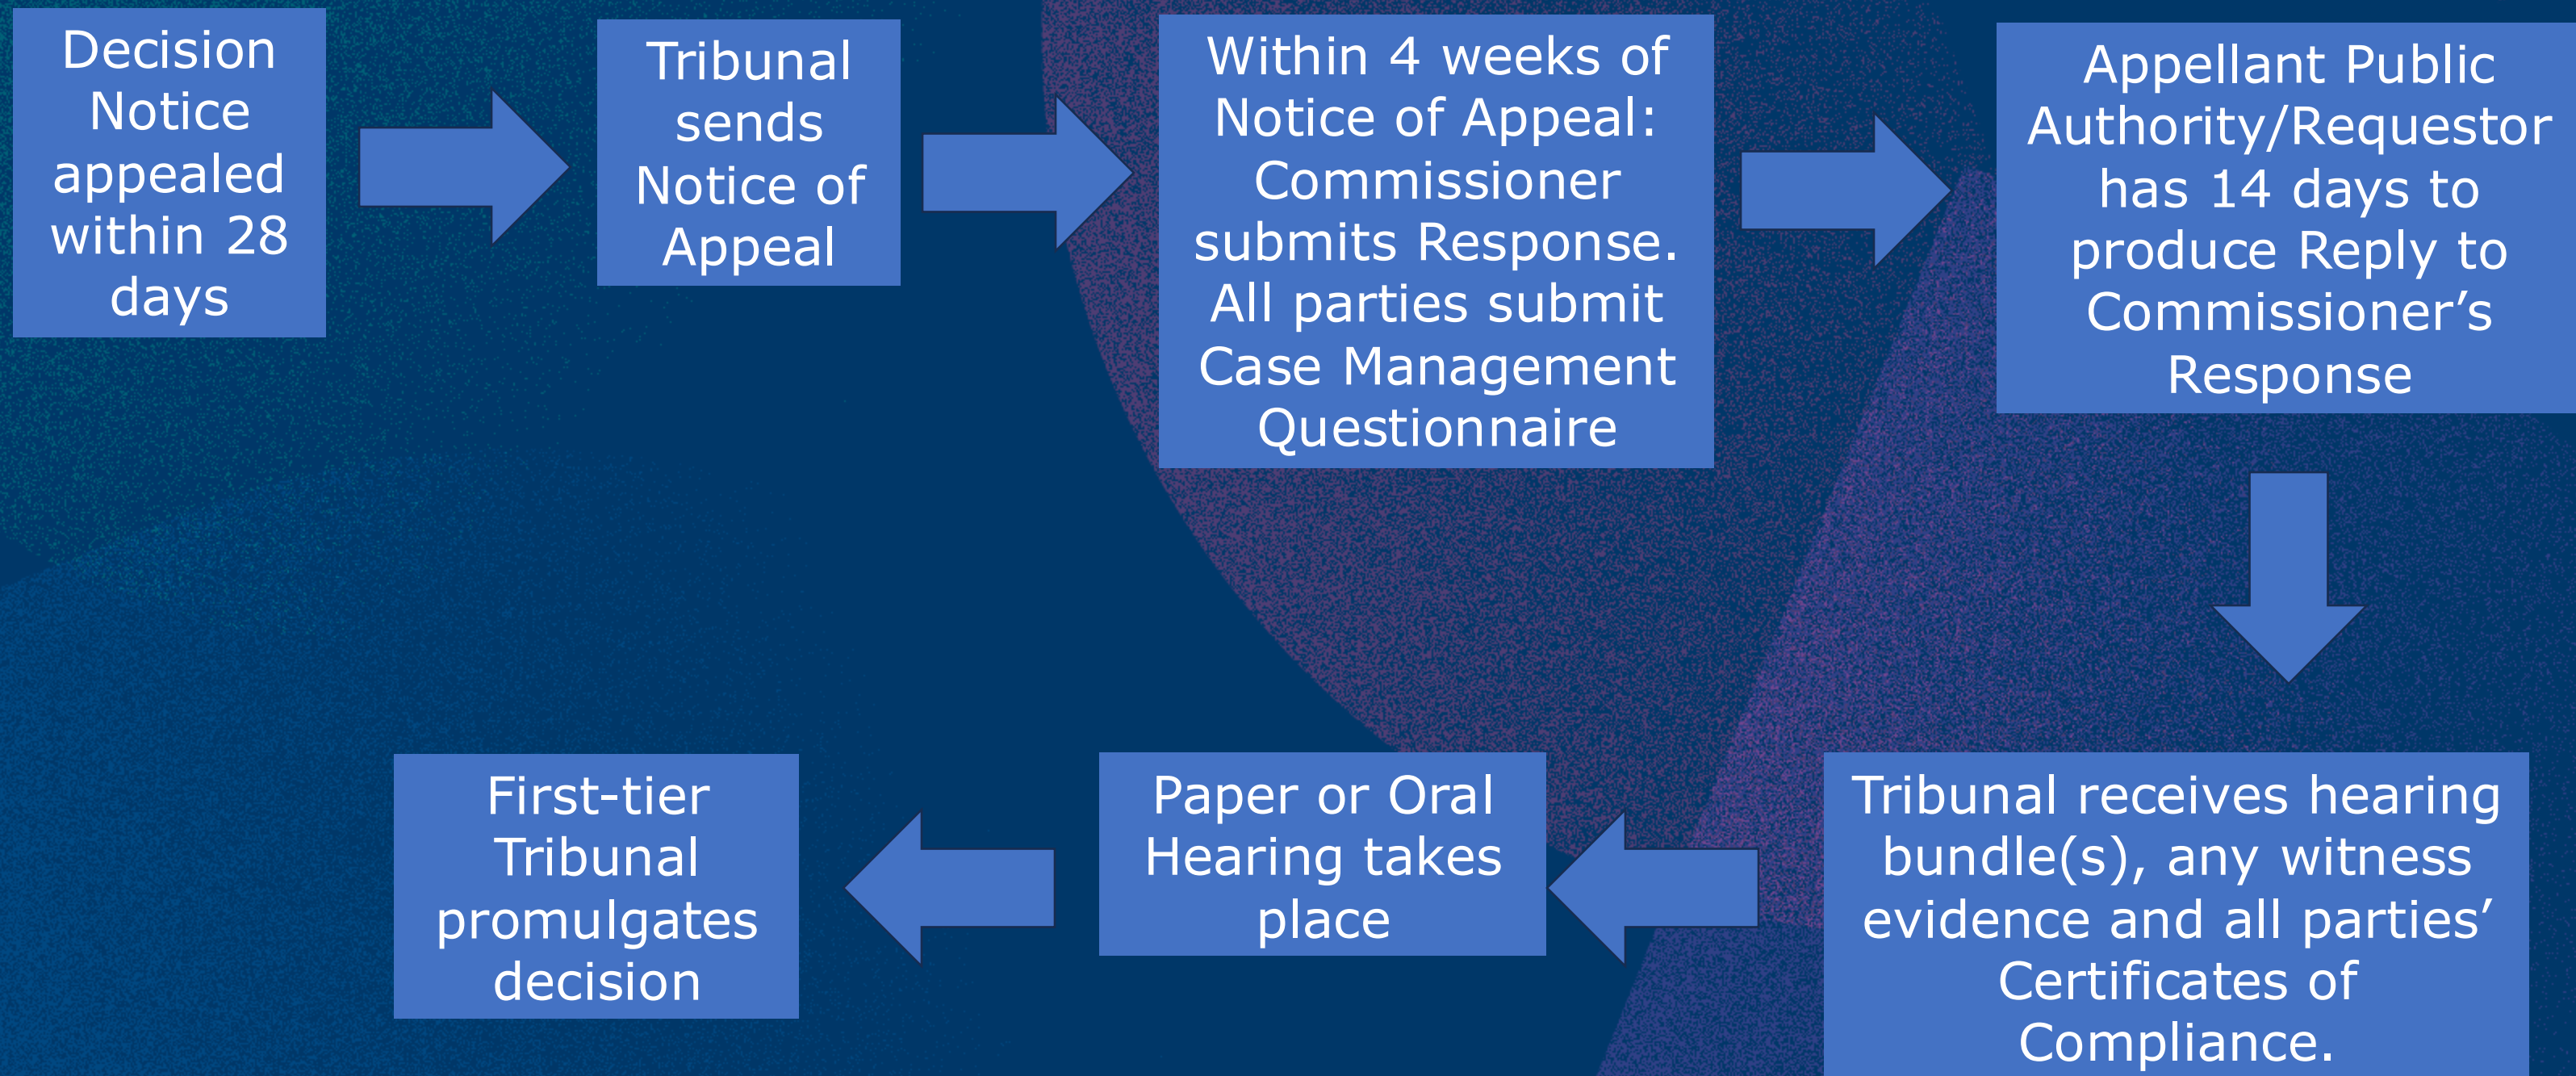 Decision
Notice
appealed
within 28
days
Tribunal
sends
Notice of
Appeal
Within 4 weeks of
Notice of Appeal:
Commissioner
submits Response.
All parties submit
Case Management
Questionnaire
Appellant Public
Authority/Requestor
has 14 days to
produce Reply to
Commissioner’s
Response
Tribunal receives hearing
bundle(s), any witness
evidence and all parties’
Certificates of
Compliance.
Paper or Oral
Hearing takes
place
First-tier
Tribunal
promulgates
decision